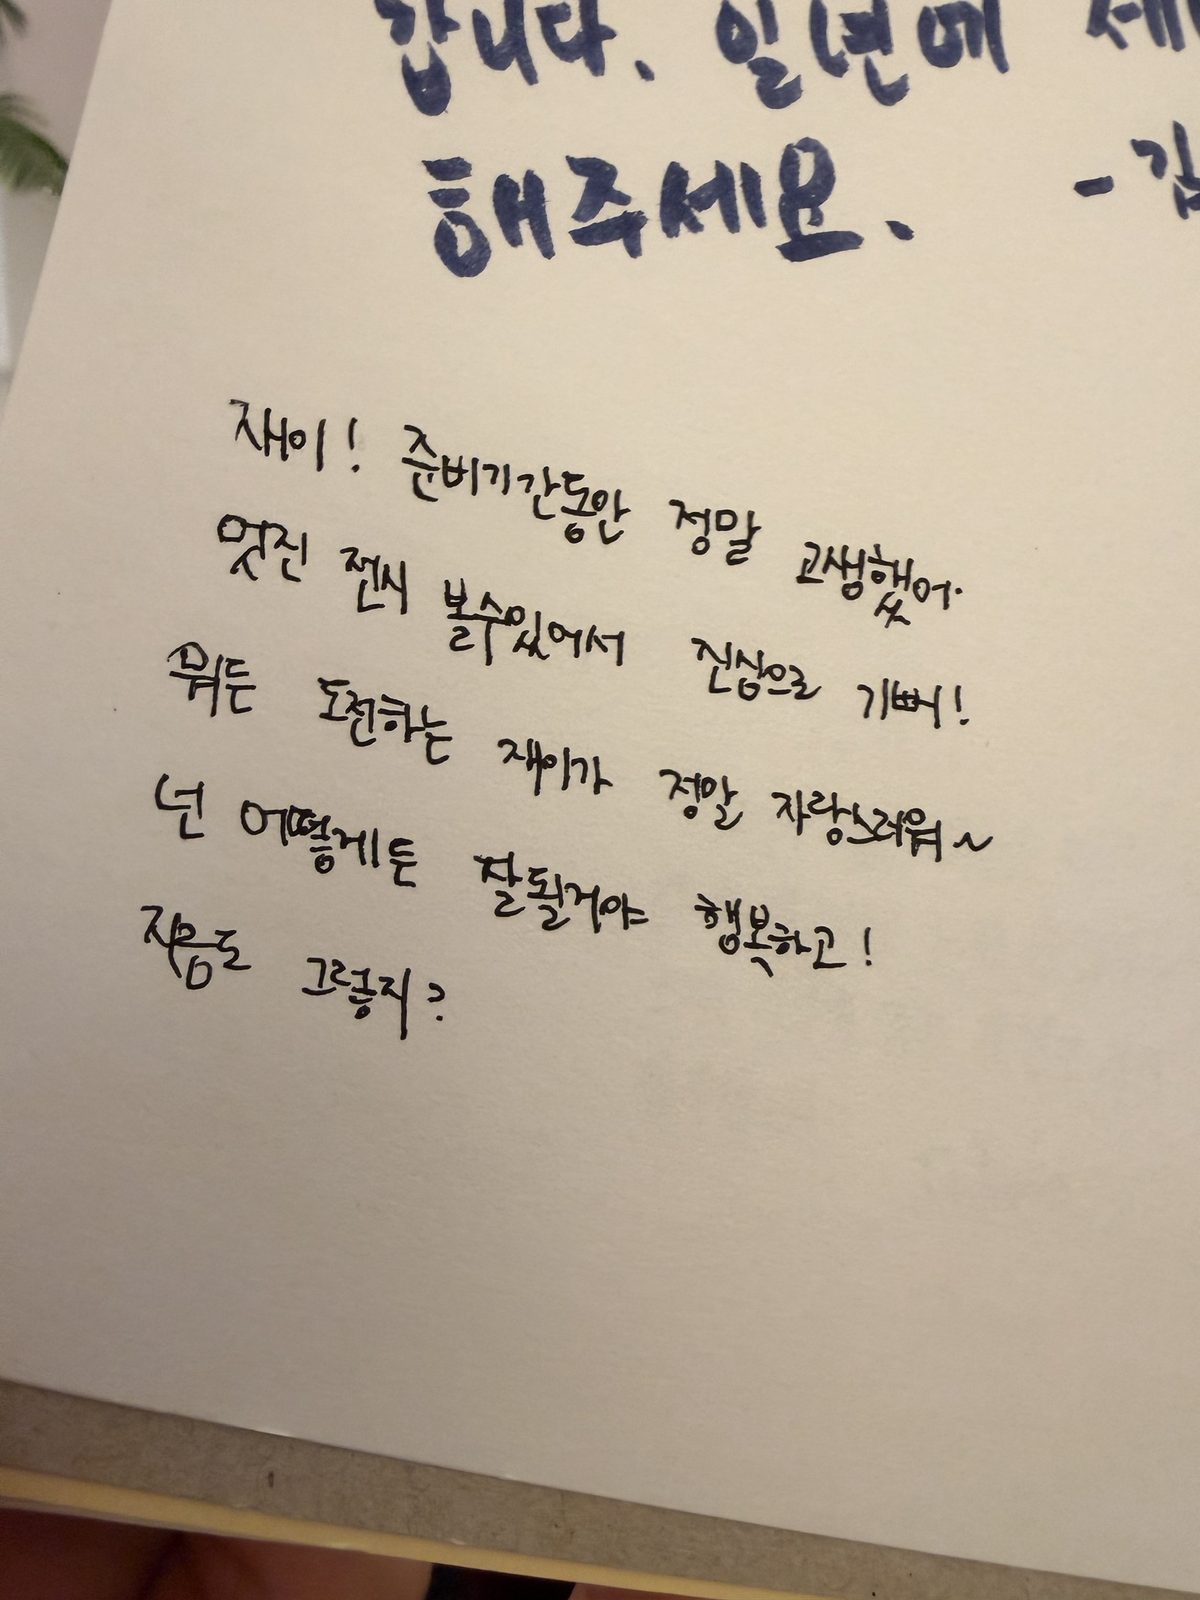 합니다. 일년에 세
해주세요. - 김
재이! 준비기간동안 정말 고생했어.
멋진 전시 볼수있어서 진심으로 기뻐!
뭐든 도전하는 재이가 정말 자랑스러워~
넌 어떻게든 잘될거야 행복하고!
지음도 그렇지?